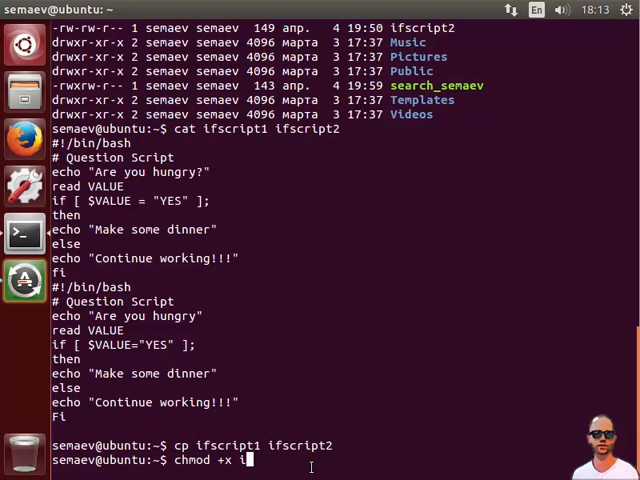 semaev@ubuntu: ~ En 18:13
-rw-rw-r-- 1 semaev semaev 149 апр. 4 19:50 ifscript2
drwxr-xr-x 2 semaev semaev 4096 марта 3 17:37 Music
drwxr-xr-x 2 semaev semaev 4096 марта 3 17:37 Pictures
drwxr-xr-x 2 semaev semaev 4096 марта 3 17:37 Public
-rwxrw-r-- 1 semaev semaev 143 апр. 4 19:59 search_semaev
drwxr-xr-x 2 semaev semaev 4096 марта 3 17:37 Templates
drwxr-xr-x 2 semaev semaev 4096 марта 3 17:37 Videos
semaev@ubuntu:~$ cat ifscript1 ifscript2
#!/bin/bash
# Question Script
echo "Are you hungry?"
read VALUE
if [ $VALUE = "YES" ];
then
echo "Make some dinner"
else
echo "Continue working!!!"
fi
#!/bin/bash
# Question Script
echo "Are you hungry"
read VALUE
if [ $VALUE="YES" ];
then
echo "Make some dinner"
else
echo "Continue working!!!"
Fi
semaev@ubuntu:~$ cp ifscript1 ifscript2
semaev@ubuntu:~$ chmod +x i